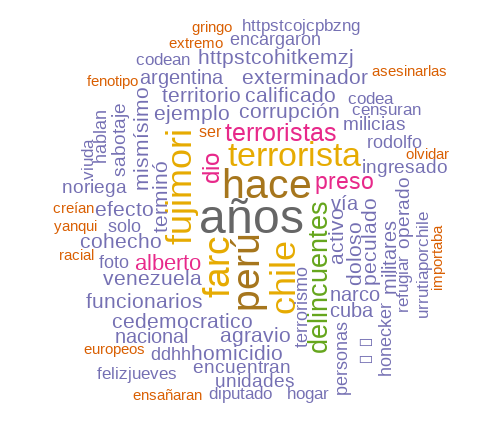 gringo httpstcojcpbzng
extremo encargaron
codean httpstcohitkemzj
fenotipo argentina exterminador asesinarlas
territorio calificado codea
ejemplo corrupción censuran
milicias
ser terroristas rodolfo
hablan sabotaje mismísimo
viuda
dio terrorista olvidar
ingresado
noriega terminó fujimori hace preso
creían efecto años vía
yanqui solo activo doloso peculado operado
cohecho
racial foto alberto farc perú chile delincuentes militares refugiar urrutiaporchile importaba
venezuela terrorismo narco
funcionarios cuba
cedemocratico
nacional agravio
europeos ddhh homicidio personas honecker
felizjueves encuentran
unidades
ensañaran diputado hogar